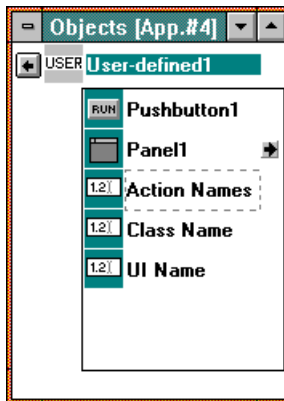 Objects [App.#4]
USER User-defined1
RUN Pushbutton1
Panel1
1.2 Action Names
1.2 Class Name
1.2 UI Name